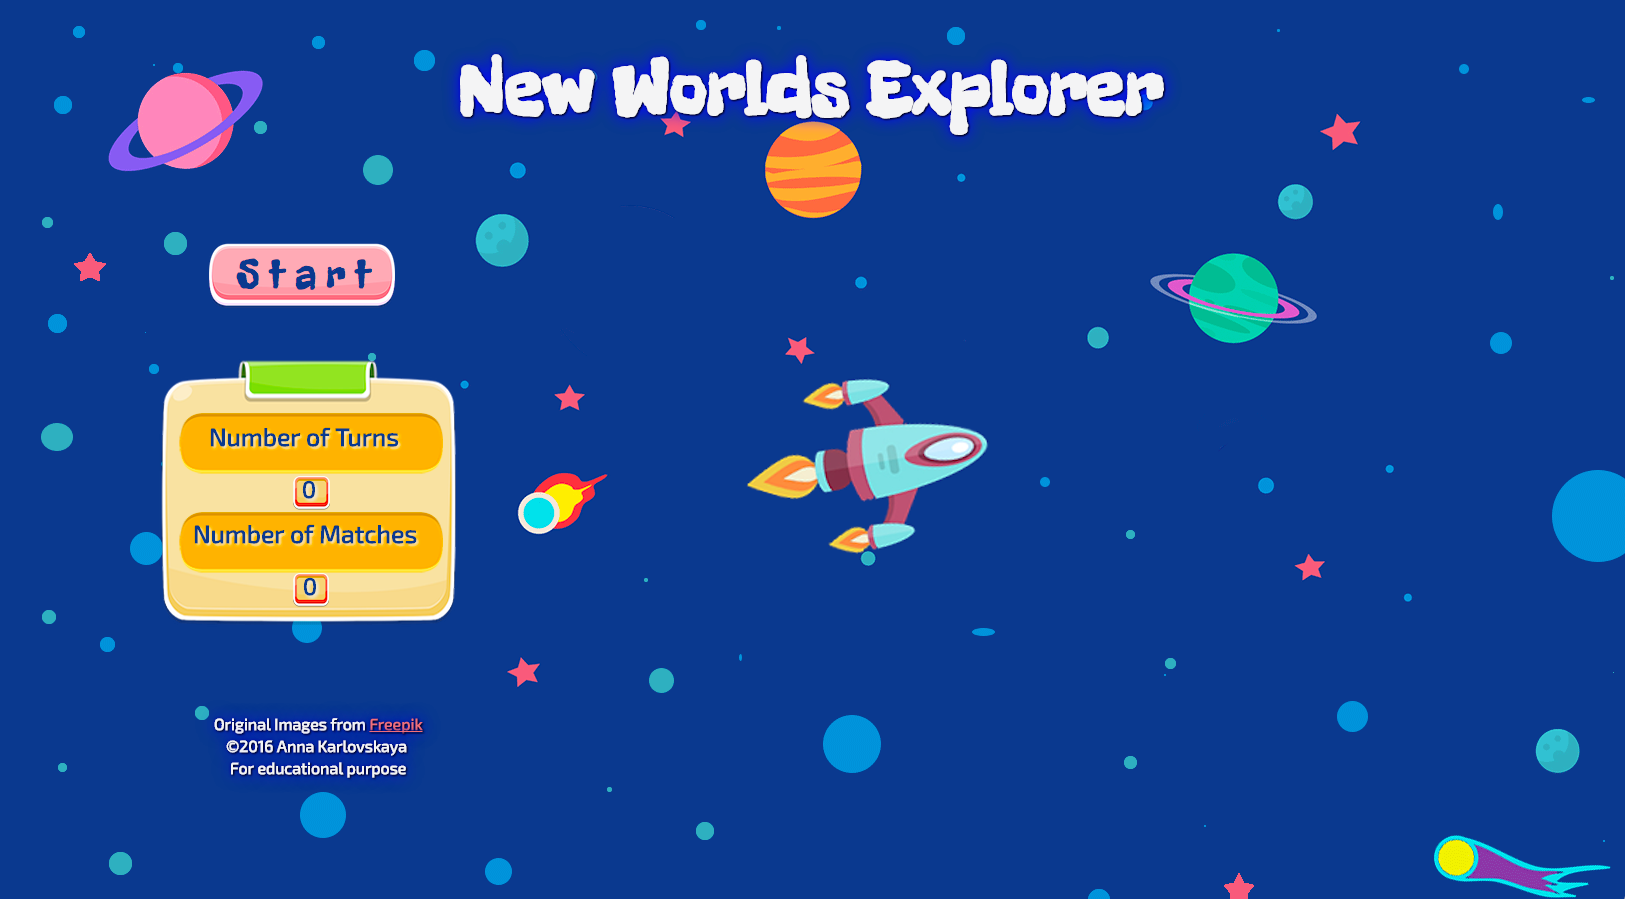 New Worlds Explorer
Start
Number of Turns
0
Number of Matches
0
Original Images from Freepik
©2016 Anna Karlovskaya
For educational purpose